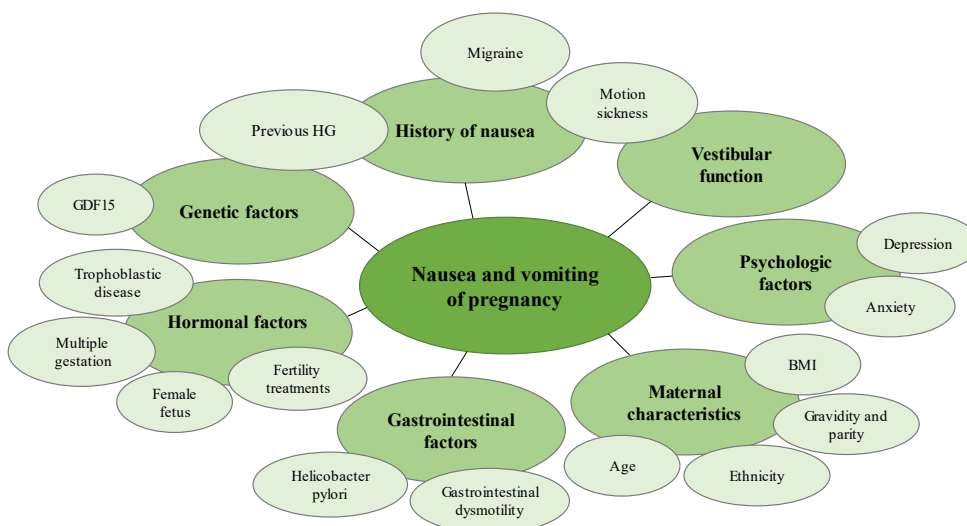 Migraine
Motion
sickness
Previous HG
History of nausea
Vestibular
function
GDF15
Genetic factors
Depression
Psychologic
factors
Anxiety
Nausea and vomiting
of pregnancy
Trophoblastic
disease
Hormonal factors
Multiple
gestation
Female
fetus
Fertility
treatments
BMI
Maternal
characteristics
Gravidity and
parity
Age
Ethnicity
Gastrointestinal
factors
Helicobacter
pylori
Gastrointestinal
dysmotility